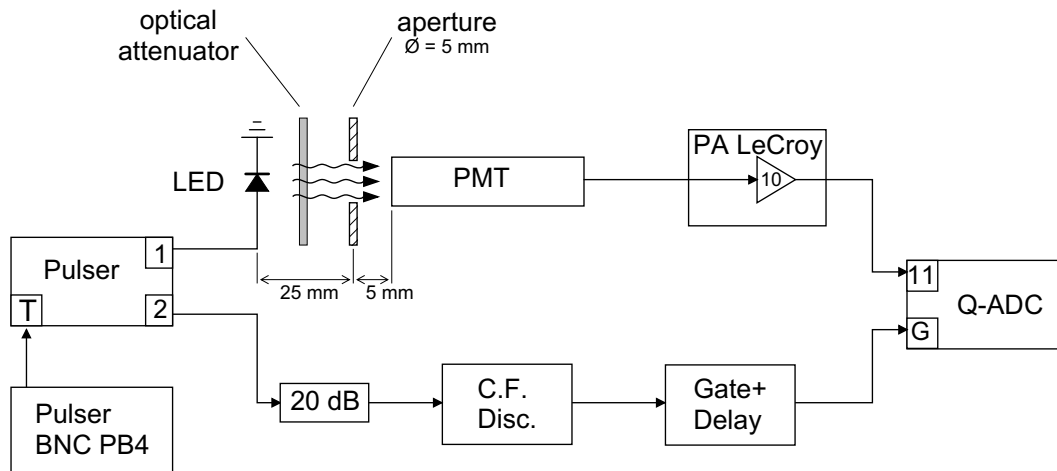 optical
attenuator
aperture
Ø = 5 mm
LED
PMT
PA LeCroy
10
Pulser
1
2
T
25 mm
5 mm
11
G
Q-ADC
Pulser
BNC PB4
20 dB
C.F.
Disc.
Gate+
Delay